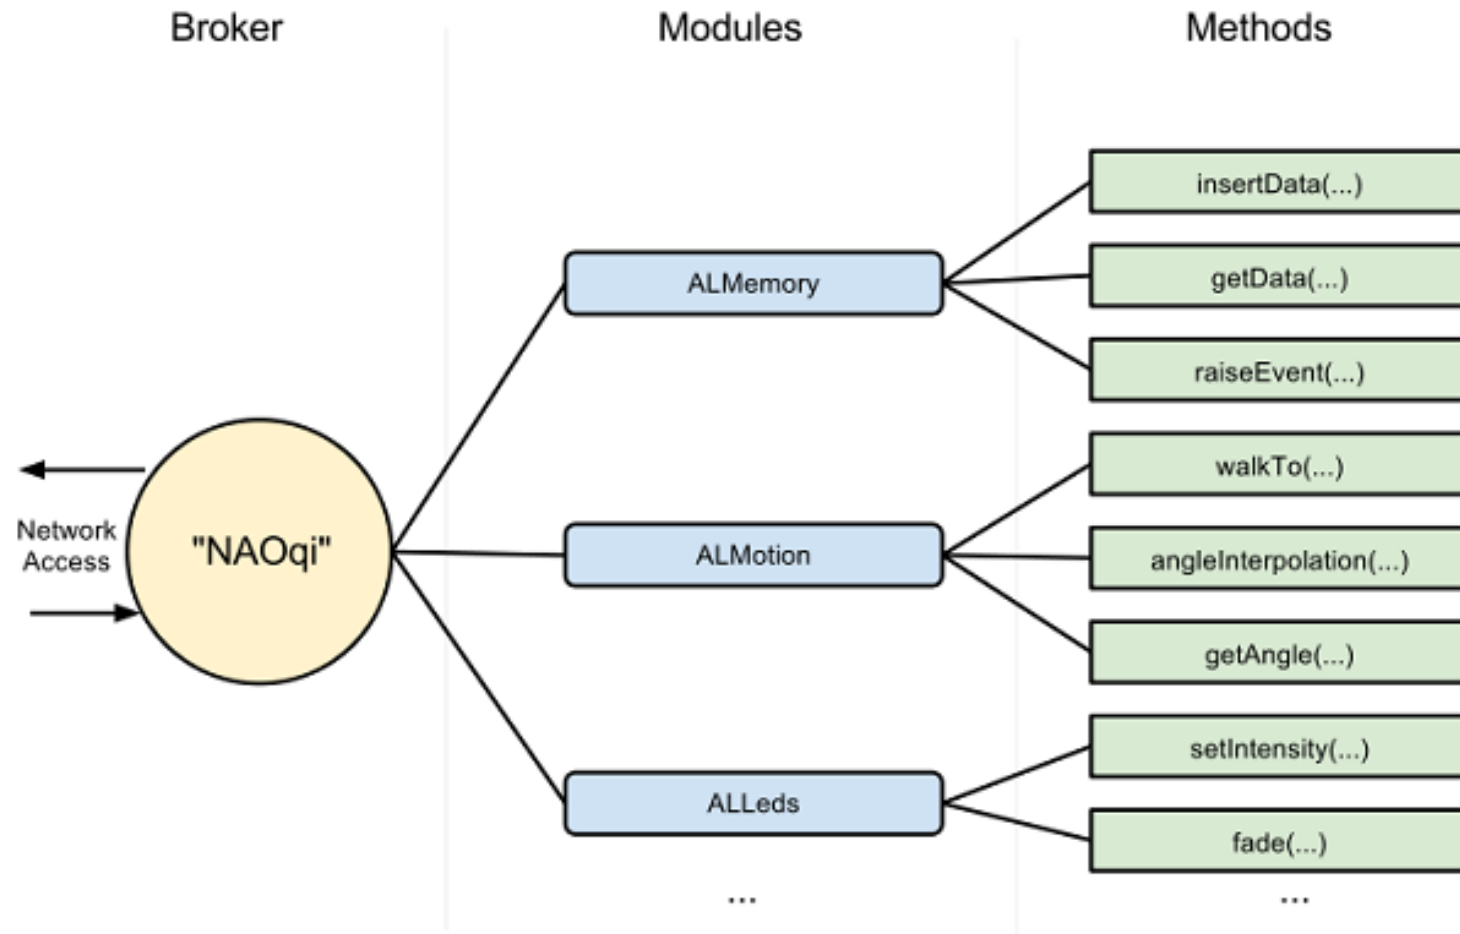 Broker
Modules
Methods
insertData(...)
ALMemory
getData(...)
raiseEvent(...)
walkTo(...)
Network
Access
"NAOqi"
ALMotion
angleInterpolation(...)
getAngle(...)
setIntensity(...)
ALLeds
fade(...)
...
...